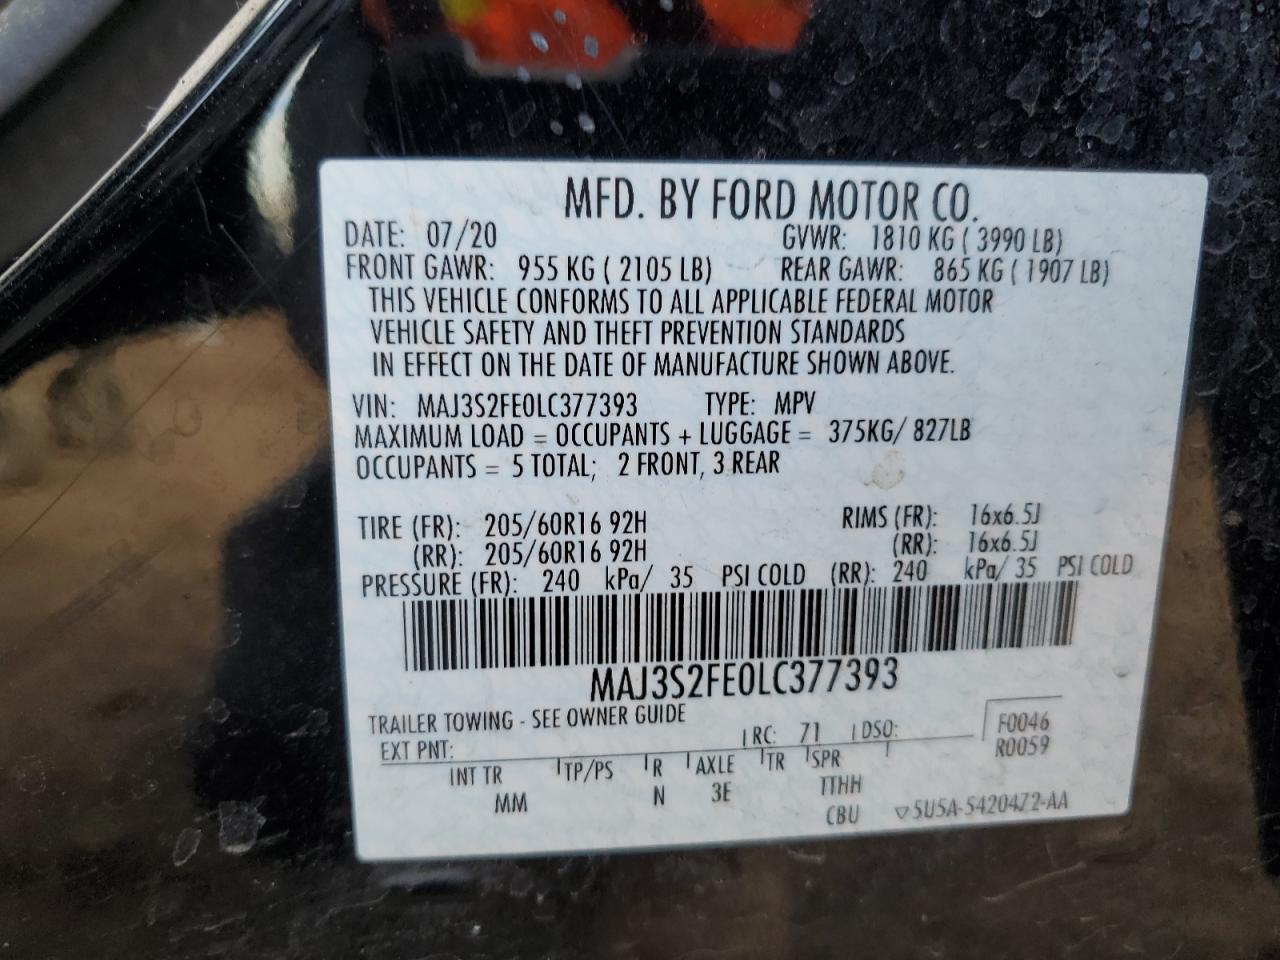 MFD. BY FORD MOTOR CO.
DATE: 07/20 GVWR: 1810 KG ( 3990 LB)
FRONT GAWR: 955 KG ( 2105 LB) REAR GAWR: 865 KG ( 1907 LB)
THIS VEHICLE CONFORMS TO ALL APPLICABLE FEDERAL MOTOR
VEHICLE SAFETY AND THEFT PREVENTION STANDARDS
IN EFFECT ON THE DATE OF MANUFACTURE SHOWN ABOVE.
VIN: MAJ3S2FE0LC377393 TYPE: MPV
MAXIMUM LOAD = OCCUPANTS + LUGGAGE = 375KG/ 827LB
OCCUPANTS = 5 TOTAL; 2 FRONT, 3 REAR
TIRE (FR): 205/60R16 92H RIMS (FR): 16x6.5J
(RR): 205/60R16 92H (RR): 16x6.5J
PRESSURE (FR): 240 kPa/ 35 PSI COLD (RR): 240 kPa/ 35 PSI COLD
MAJ3S2FE0LC377393
TRAILER TOWING - SEE OWNER GUIDE
EXT PNT: RC: 71 DSO: F0046
R0059
INT TR TP/PS R AXLE TR SPR
MM N 3E TTHH
CBU ▽5U5A-5420472-AA